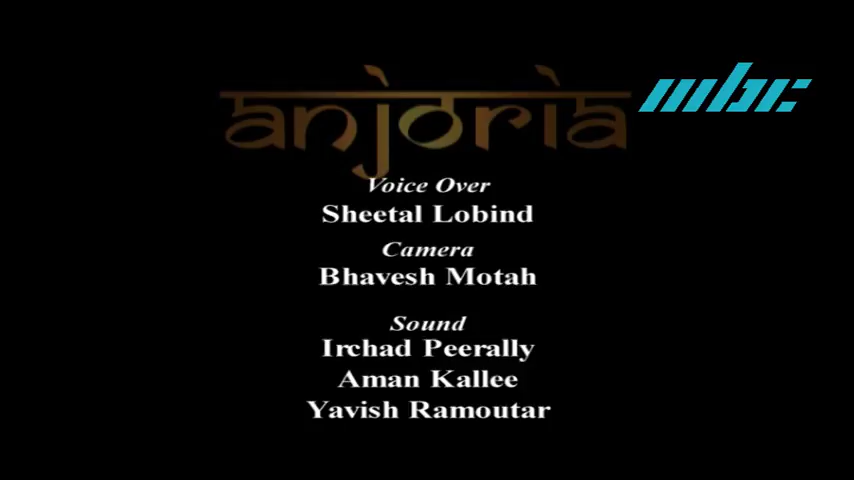 anjoria
mbc
Voice Over
Sheetal Lobind
Camera
Bhavesh Motah
Sound
Irchad Peerally
Aman Kallee
Yavish Ramoutar